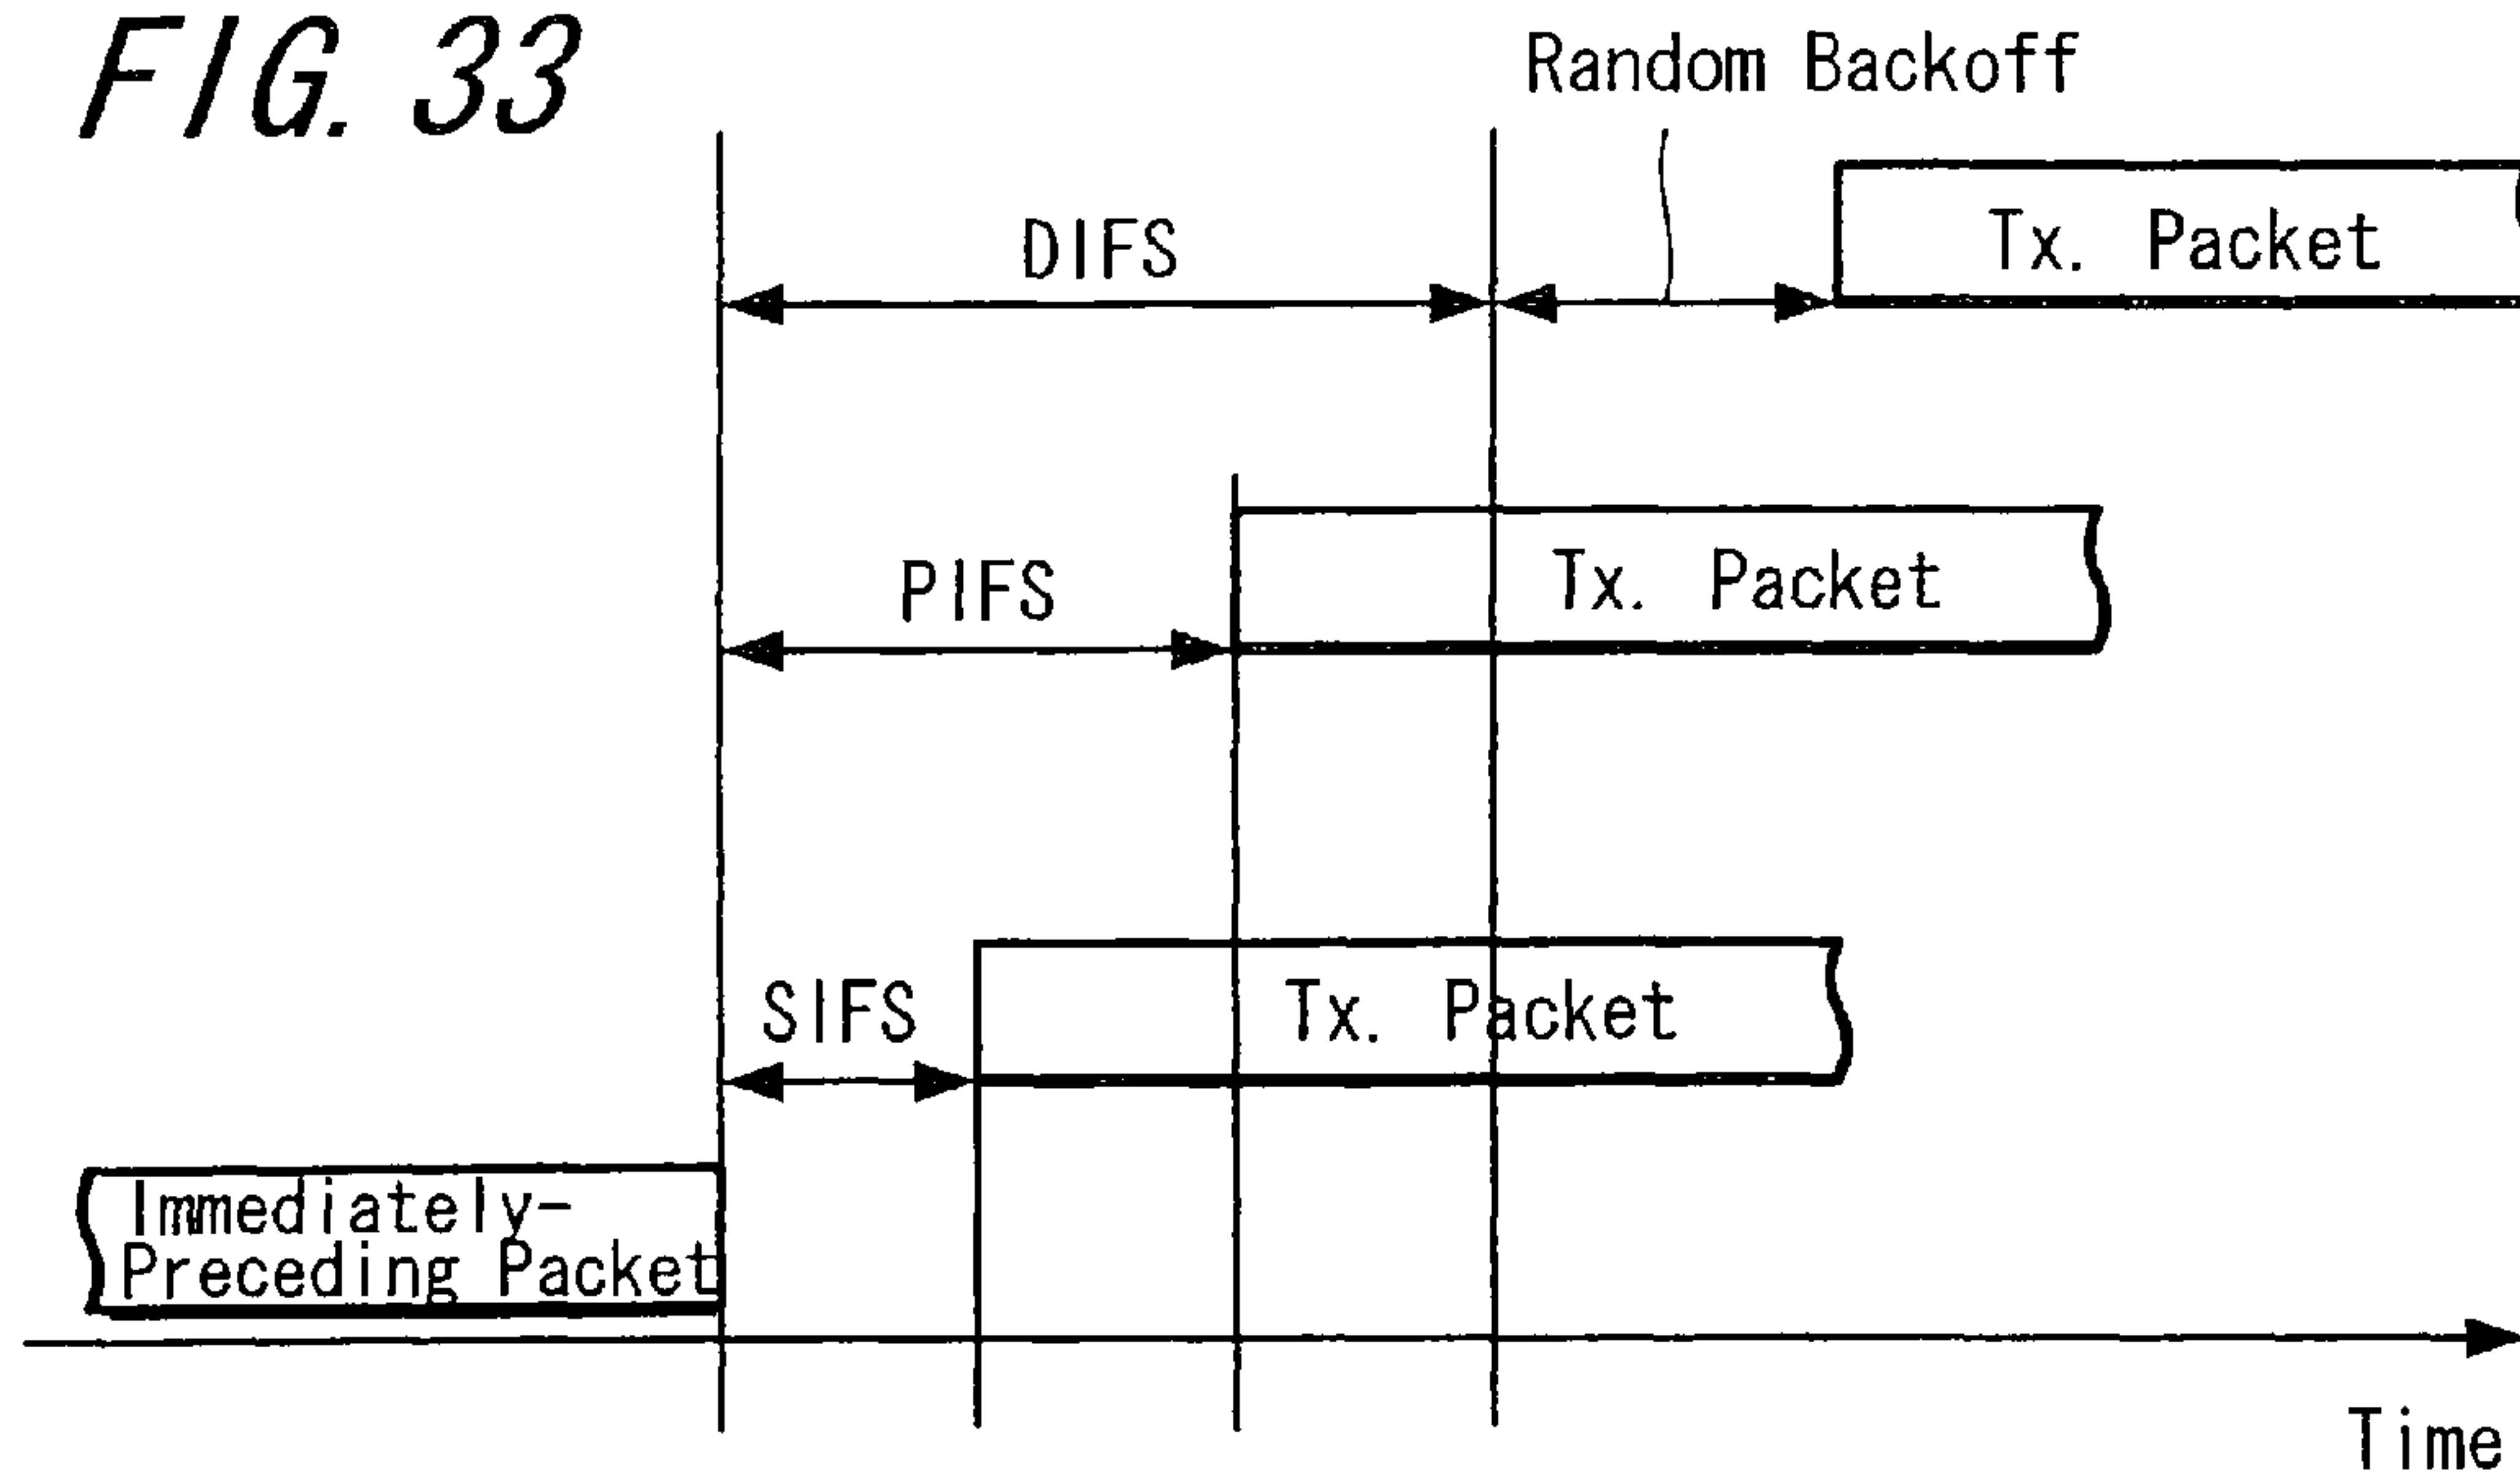 FIG. 33
Random Backoff
DIFS
Tx. Packet
PIFS
Tx. Packet
SIFS
Tx. Packet
Immediately-
Preceding Packet
Time